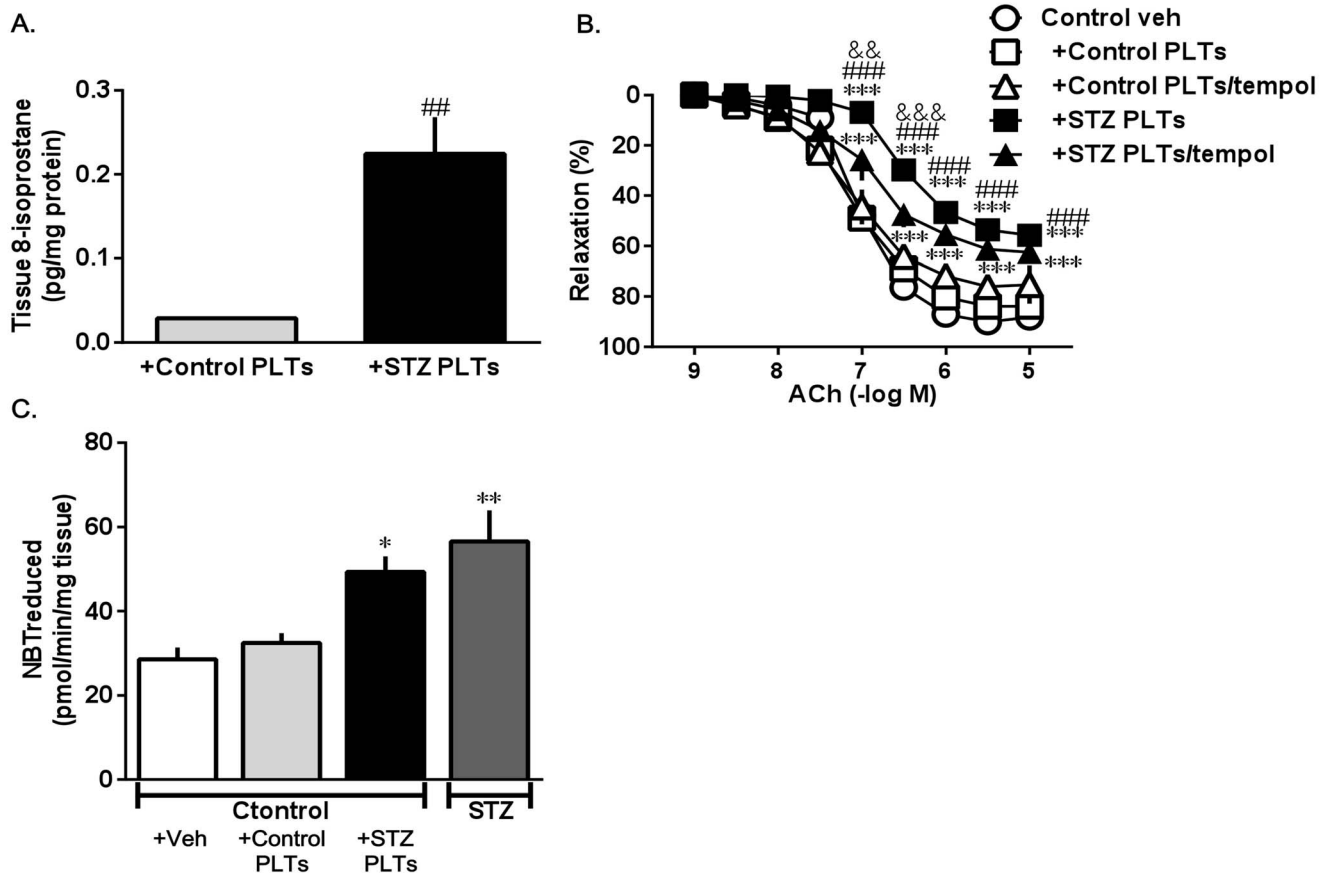 A.
0.3
0.2
0.1
0.0
Tissue 8-isoprostane
(pg/mg protein)
##
+Control PLTs
+STZ PLTs
B.
Control veh
+Control PLTs
+Control PLTs/tempol
+STZ PLTs
+STZ PLTs/tempol
0
20
40
60
80
100
Relaxation (%)
&&
###
***
&&&
###
***
###
***
###
***
###
***
***
***
***
***
***
9
8
7
6
5
ACh (-log M)
C.
80
60
40
20
0
NBTreduced
(pmol/min/mg tissue)
*
**
Ctontrol
STZ
+Veh
+Control
PLTs
+STZ
PLTs